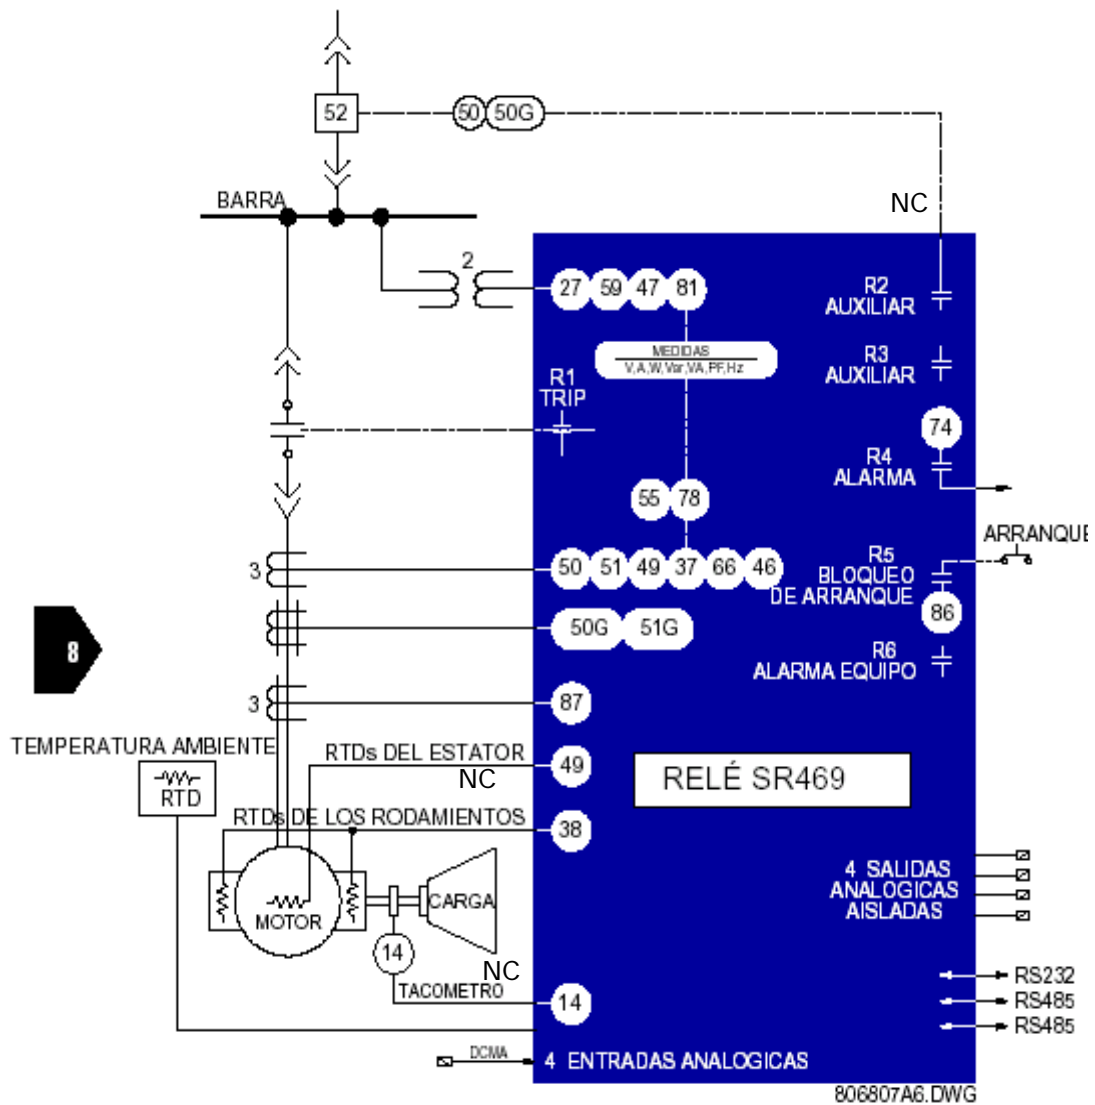 52
50
50G
NC
BARRA
2
27
59
47
81
R2
AUXILIAR
MEDIDAS
V,A,W,Var,VA,PF,Hz
R3
AUXILIAR
R1
TRIP
74
R4
ALARMA
55
78
ARRANQUE
3
50
51
49
37
66
46
R5
BLOQUEO
DE ARRANQUE
86
50G
51G
8
R6
ALARMA EQUIPO
3
87
TEMPERATURA AMBIENTE
RTD
RTDs DEL ESTATOR
NC
49
RELÉ SR469
RTDs DE LOS RODAMIENTOS
38
MOTOR
CARGA
4 SALIDAS
ANALOGICAS
AISLADAS
14
NC
TACOMETRO
14
RS232
RS485
RS485
DCMA
4 ENTRADAS ANALOGICAS
806807A6.DWG